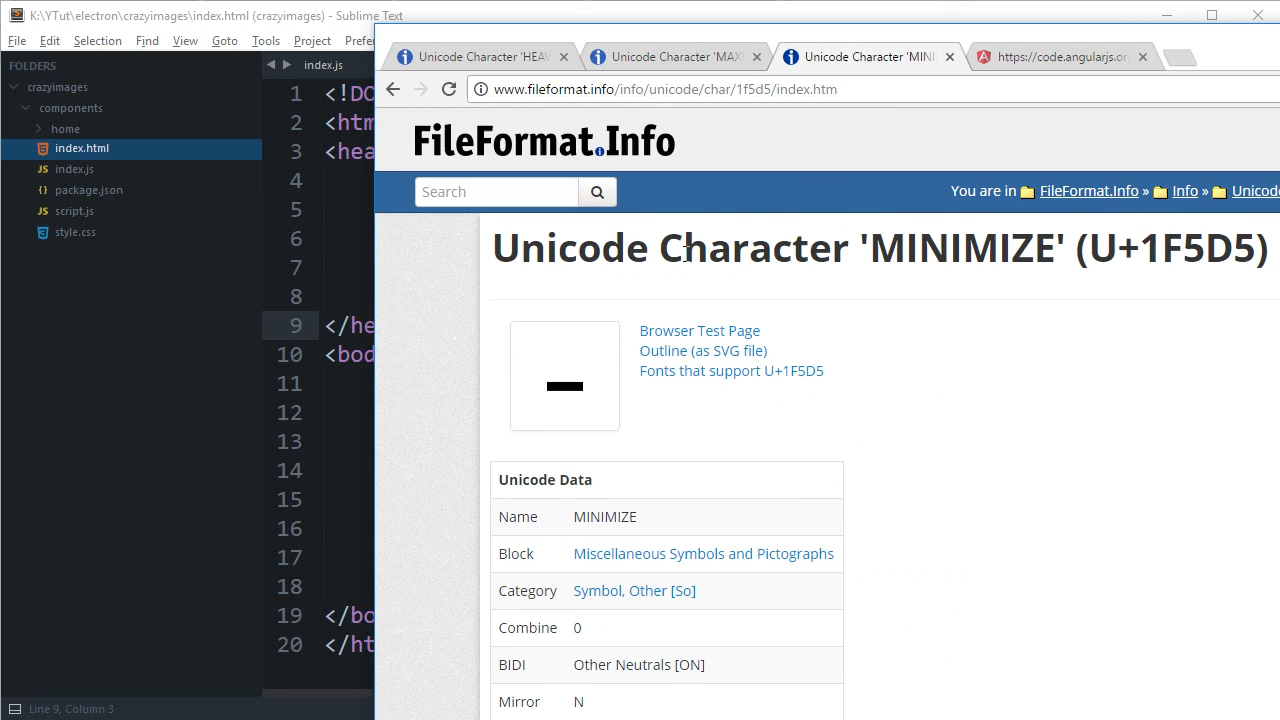 K:\YTut\electron\crazyimages\index.html (crazyimages) - Sublime Text
File Edit Selection Find View Goto Tools Project
FOLDERS
crazyimages
components
home
index.html
index.js
package.json
script.js
style.css
index.js
1 <!DO
2 <htm
3 <hea
4
5
6
7
8
9 </he
10 <bod
11
12
13
14
15
16
17
18
19 </bo
20 </ht
Line 9, Column 3
Unicode Character 'HEAV
Unicode Character 'MAXI
Unicode Character 'MINI
https://code.angularjs.org
www.fileformat.info/info/unicode/char/1f5d5/index.htm
FileFormat.Info
Search
You are in FileFormat.Info » Info » Unicode
Unicode Character 'MINIMIZE' (U+1F5D5)
Browser Test Page
Outline (as SVG file)
Fonts that support U+1F5D5
Unicode Data
Name MINIMIZE
Block Miscellaneous Symbols and Pictographs
Category Symbol, Other [So]
Combine 0
BIDI Other Neutrals [ON]
Mirror N